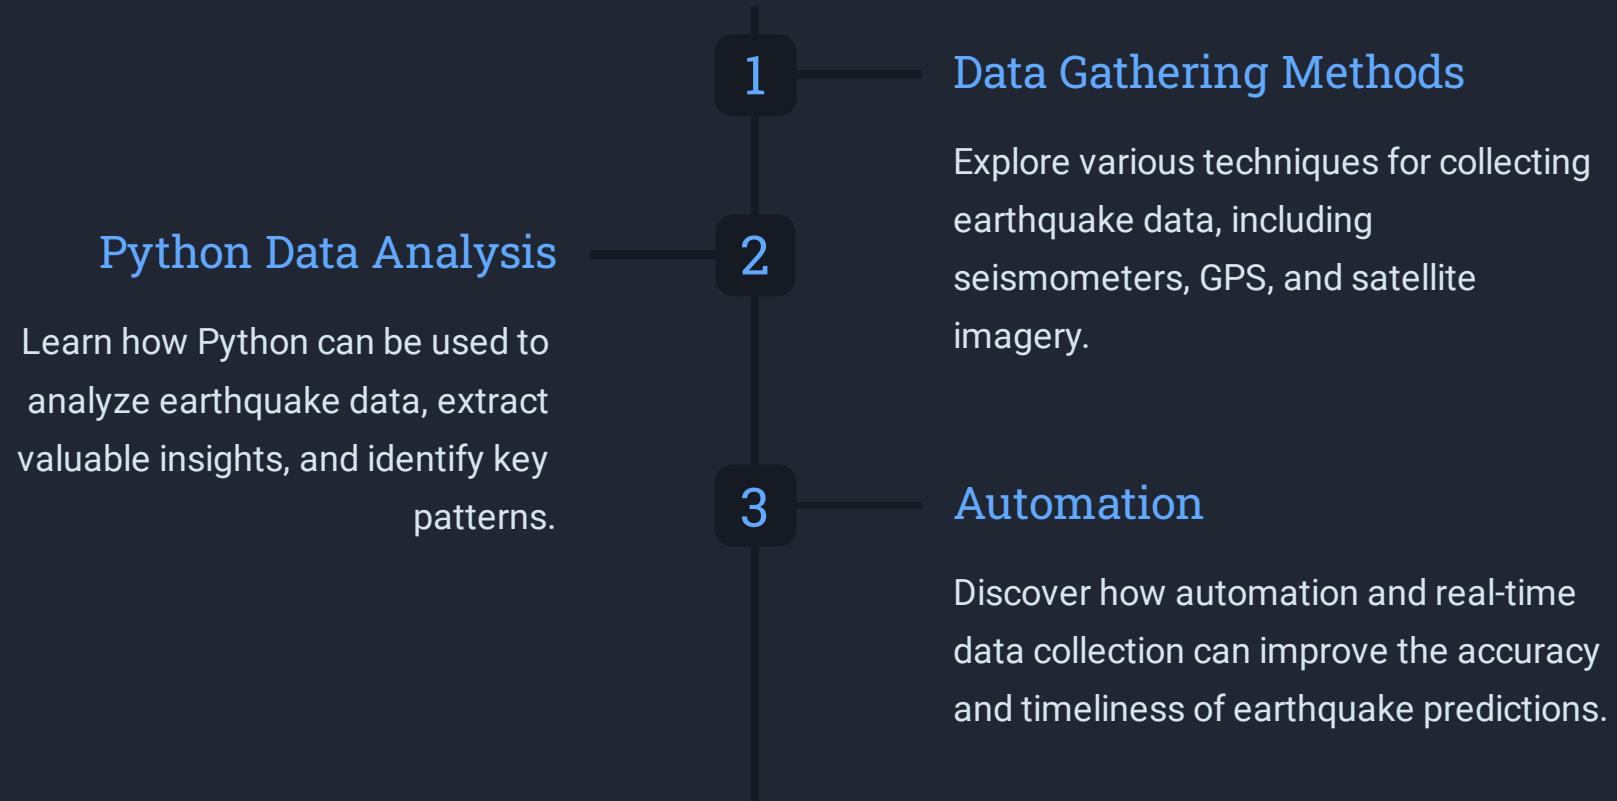 1
Data Gathering Methods
Explore various techniques for collecting
earthquake data, including
seismometers, GPS, and satellite
imagery.
2
Python Data Analysis
Learn how Python can be used to
analyze earthquake data, extract
valuable insights, and identify key
patterns.
3
Automation
Discover how automation and real-time
data collection can improve the accuracy
and timeliness of earthquake predictions.